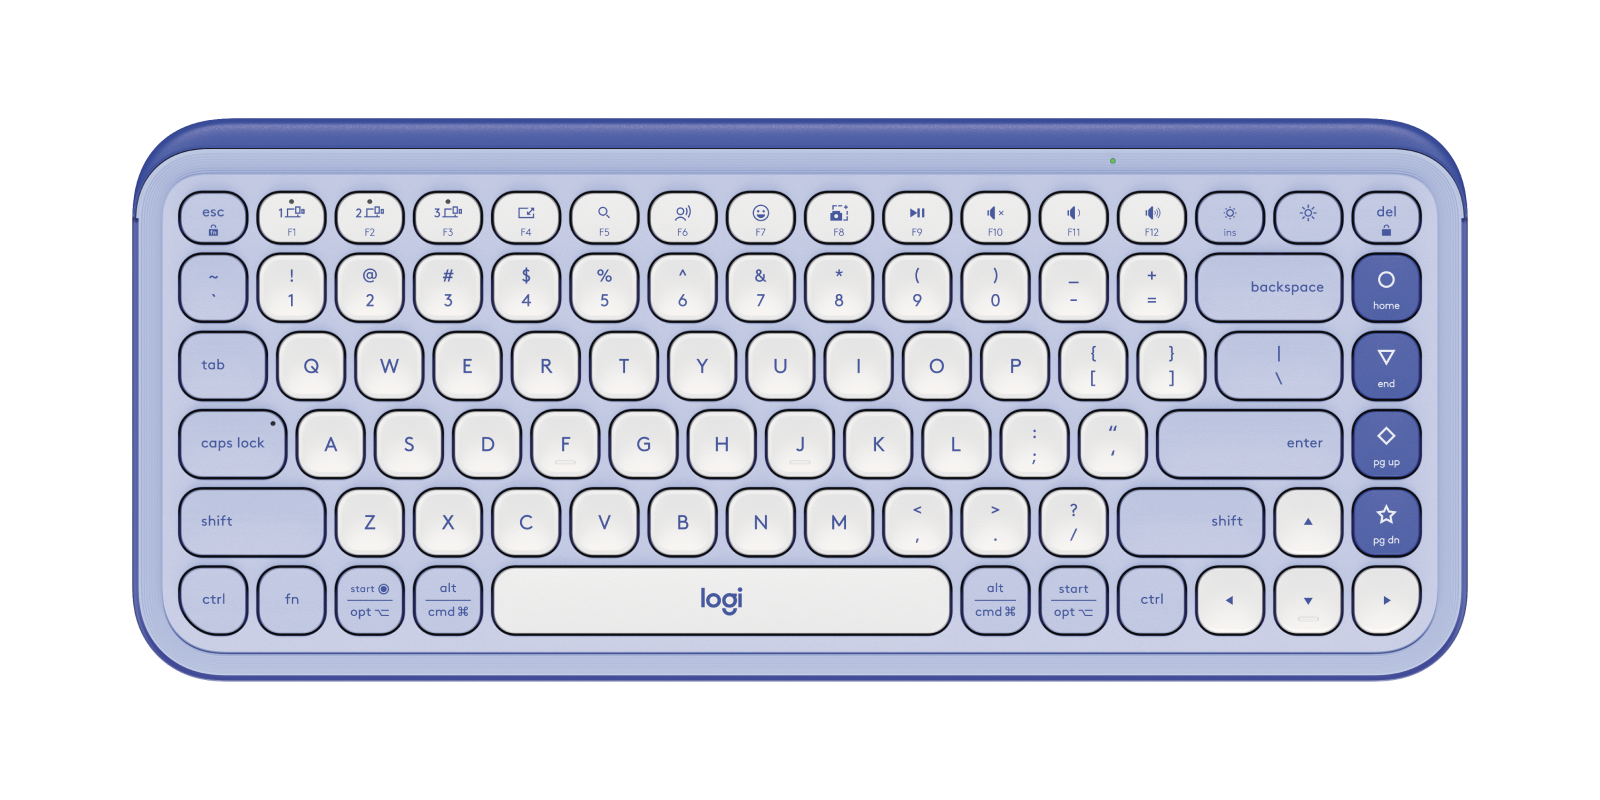 esc 1 2 3 ins del
F1 F2 F3 F4 F5 F6 F7 F8 F9 F10 F11 F12
~ ! @ # $ % ^ & * ( ) _ + backspace
` 1 2 3 4 5 6 7 8 9 0 - = home
tab Q W E R T Y U I O P { } |
[ ] \ end
caps lock A S D F G H J K L : “ enter
; ‘ pg up
shift Z X C V B N M < > ? shift
, . / pg dn
ctrl fn start alt logi alt start ctrl
opt ⌥ cmd ⌘ cmd ⌘ opt ⌥